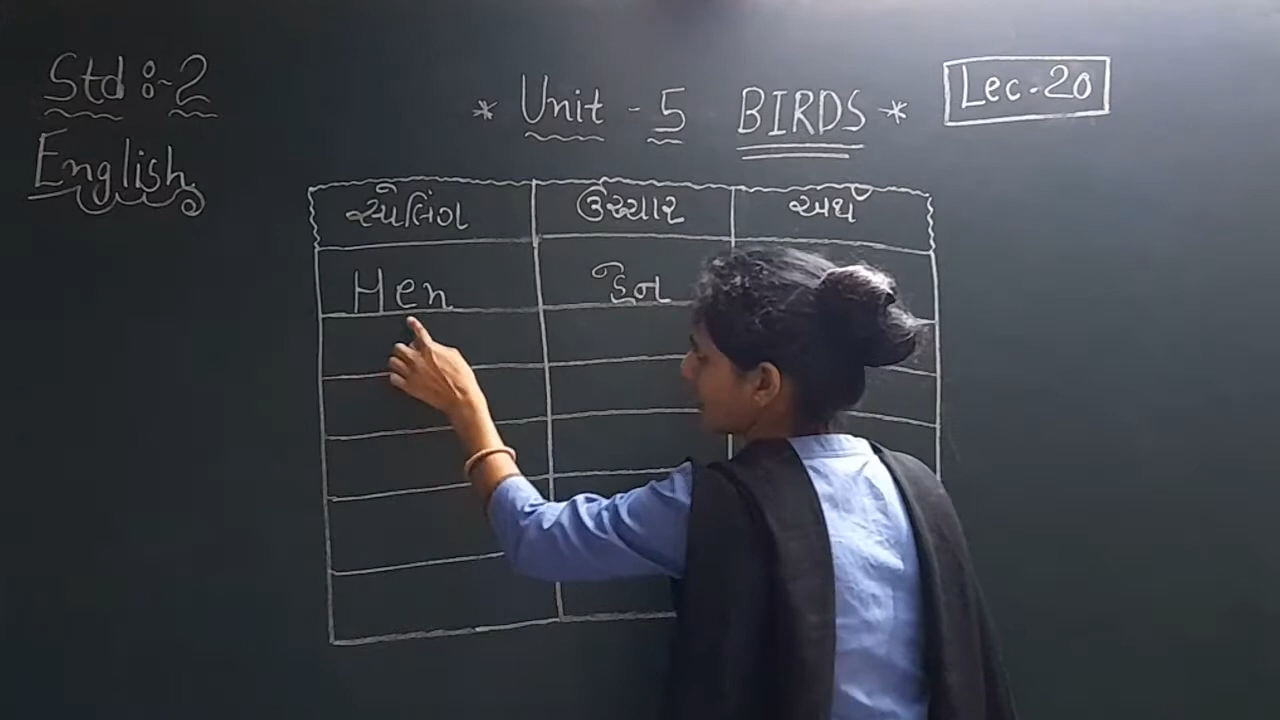 Std :- 2
English
* Unit - 5 BIRDS *
Lec. 20
સ્પેલિંગ ઉચ્ચાર અર્થ
Hen હેન